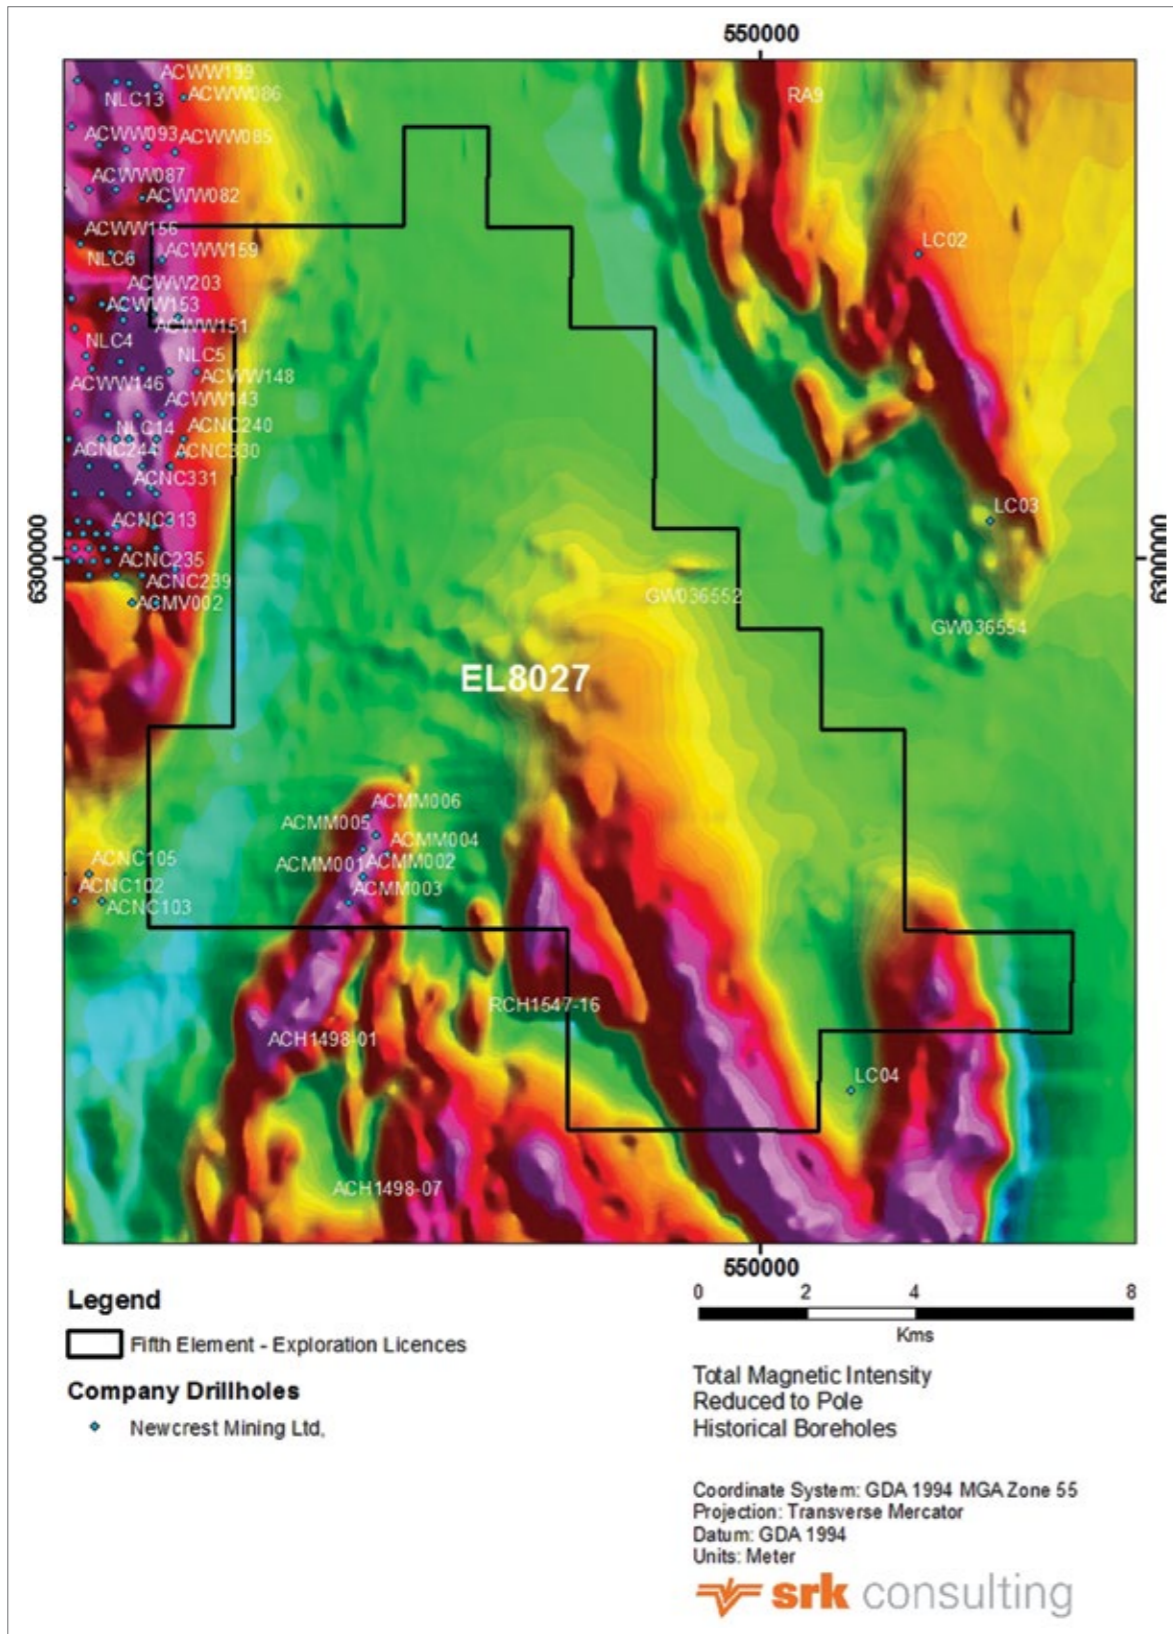 550000
ACWW199
NLC13
ACWW086
RA9
ACWW093
ACWW085
ACWW087
ACWW082
ACWW156
ACWW159
LC02
NLC6
ACWW203
ACWW153
ACWW151
NLC4
NLC5
ACWW146
ACWW148
ACWW143
NLC14
ACNC240
ACNC244
ACNC330
ACNC331
LC03
ACNC313
6300000
6300000
ACNC235
ACNC239
ACMV002
GW036552
GW036554
EL8027
ACMM006
ACMM005
ACMM004
ACNC105
ACMM001
ACMM002
ACNC102
ACMM003
ACNC103
RCH1547-16
ACH1498-01
LC04
ACH1498-07
550000
Legend
Fifth Element - Exploration Licences
Company Drillholes
Newcrest Mining Ltd.
0 2 4 8
Kms
Total Magnetic Intensity
Reduced to Pole
Historical Boreholes
Coordinate System: GDA 1994 MGA Zone 55
Projection: Transverse Mercator
Datum: GDA 1994
Units: Meter
srk consulting